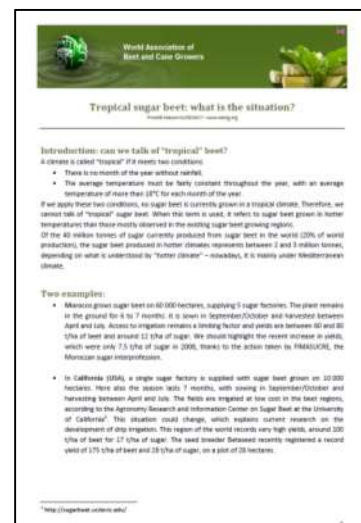 World Association of
Beet and Cane Growers
Tropical sugar beet: what is the situation?
Introduction: can we talk of "tropical" beet?
A climate is called "tropical" if it meets two conditions
• There is no month of the year without rainfall.
• The average temperature must be fairly constant throughout the year, with an average
temperature of more than 18°C for each month of the year.
If we apply these two conditions, no sugar beet is currently grown in a tropical climate. Therefore, we
cannot talk of "tropical" sugar beet. When this term is used, it refers to sugar beet grown in hotter
temperatures than those mostly observed in the existing sugar beet growing regions.
Of the 40 million tonnes of sugar currently produced from sugar beet in the world (20% of world
production), the sugar beet produced in hotter climates represents between 2 and 3 million tonnes,
depending on what is understood by "hotter climate" – nowadays, it is mainly under Mediterranean
climate.
Two examples:
• Morocco grows sugar beet on 60 000 hectares, supplying 5 sugar factories. The plant remains
in the ground for 6 to 7 months. It is sown in September/October and harvested between
April and July. Access to irrigation remains a limiting factor and yields are between 60 and 80
t/ha of beet and around 12 t/ha of sugar. We should highlight the recent increase in yields,
which were only 7.5 t/ha of sugar in 2008, thanks to the action taken by FIMASUCRE, the
Moroccan sugar interprofession.
• In California (USA), a single sugar factory is supplied with sugar beet grown on 10 000
hectares. Here also the season lasts 7 months, with sowing in September/October and
harvesting between April and July. The fields are irrigated at low cost in the beet regions,
according to the Agronomy Research and Information Center on Sugar Beet at the University
of California¹. This situation could change, which explains current research on the
development of drip irrigation. This region of the world records very high yields, around 100
t/ha of beet for 17 t/ha of sugar. The seed breeder Betaseed recently registered a record
yield of 175 t/ha of beet and 28 t/ha of sugar, on a plot of 28 hectares.
¹ http://sugarbeet.ucdavis.edu/